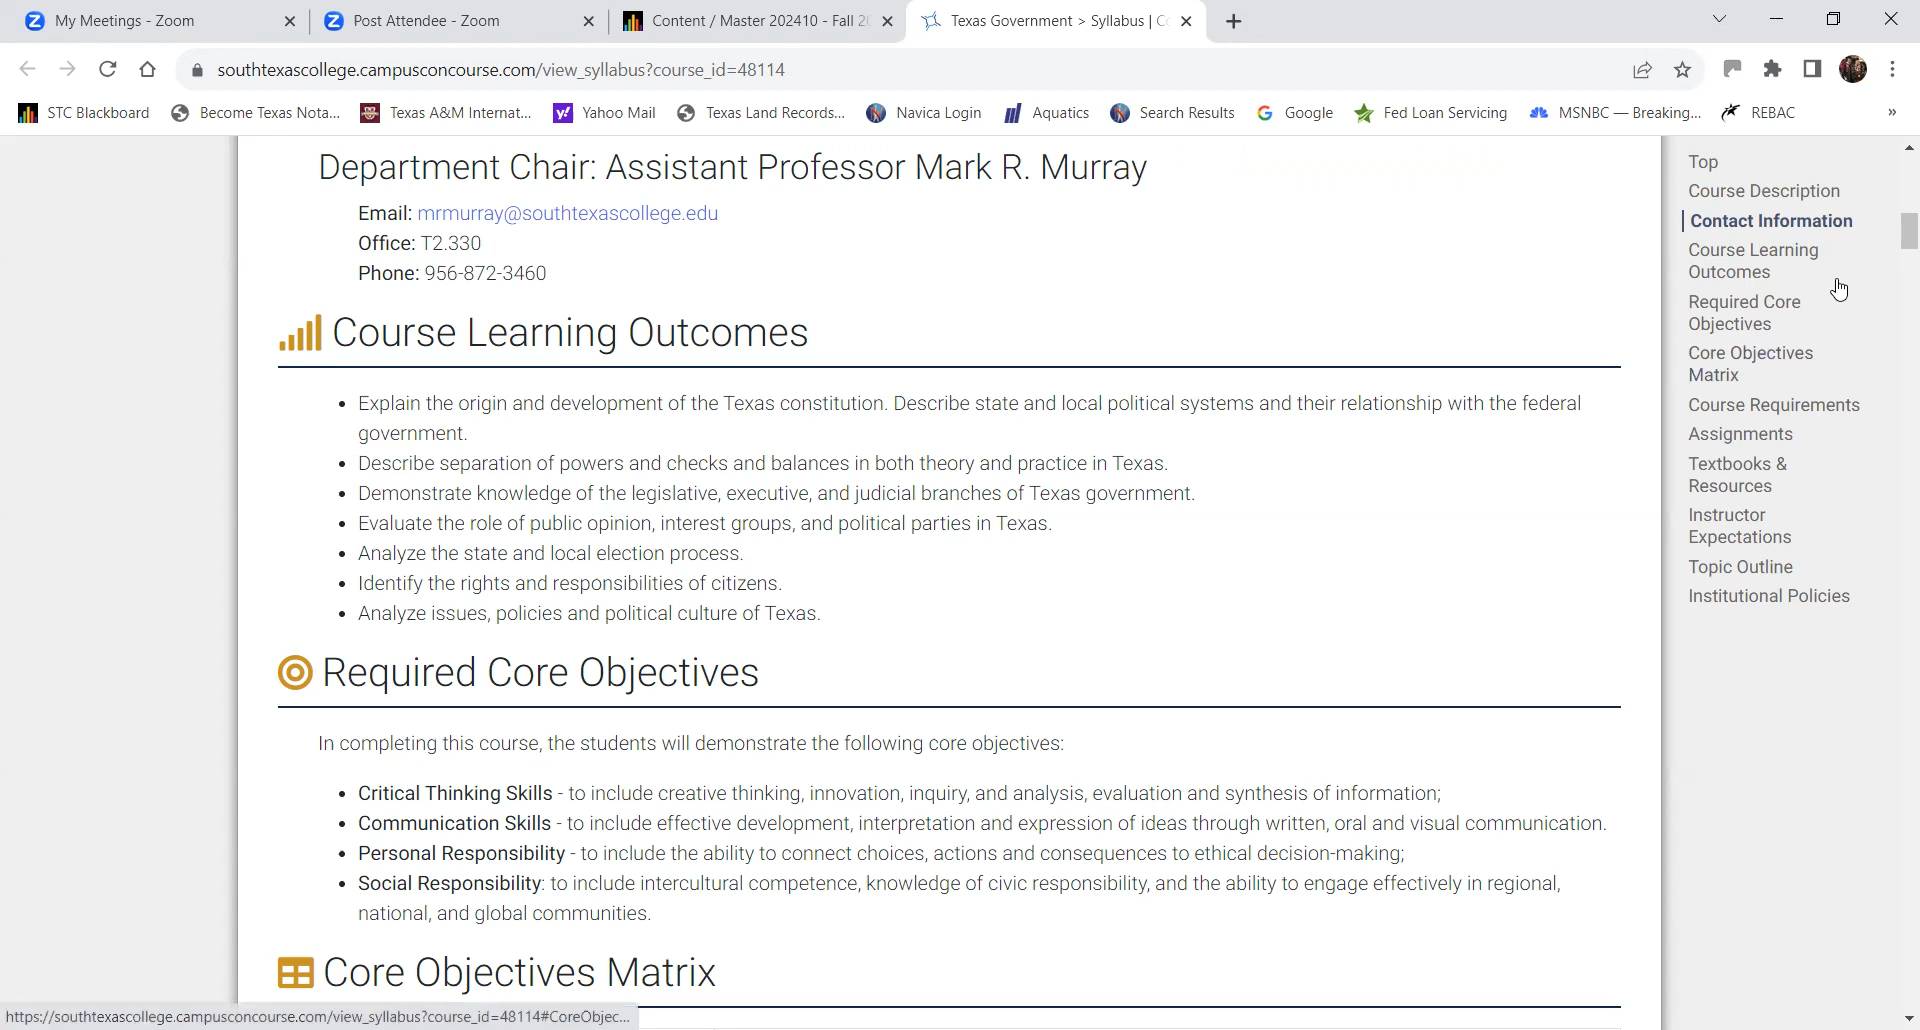 My Meetings - Zoom
Post Attendee - Zoom
Content / Master 202410 - Fall 20
Texas Government > Syllabus | Co
southtexascollege.campusconcourse.com/view_syllabus?course_id=48114
STC Blackboard
Become Texas Nota...
Texas A&M Internat...
Yahoo Mail
Texas Land Records...
Navica Login
Aquatics
Search Results
Google
Fed Loan Servicing
MSNBC — Breaking...
REBAC
»
Department Chair: Assistant Professor Mark R. Murray
Email: mrmurray@southtexascollege.edu
Office: T2.330
Phone: 956-872-3460
Course Learning Outcomes
• Explain the origin and development of the Texas constitution. Describe state and local political systems and their relationship with the federal
government.
• Describe separation of powers and checks and balances in both theory and practice in Texas.
• Demonstrate knowledge of the legislative, executive, and judicial branches of Texas government.
• Evaluate the role of public opinion, interest groups, and political parties in Texas.
• Analyze the state and local election process.
• Identify the rights and responsibilities of citizens.
• Analyze issues, policies and political culture of Texas.
Required Core Objectives
In completing this course, the students will demonstrate the following core objectives:
• Critical Thinking Skills - to include creative thinking, innovation, inquiry, and analysis, evaluation and synthesis of information;
• Communication Skills - to include effective development, interpretation and expression of ideas through written, oral and visual communication.
• Personal Responsibility - to include the ability to connect choices, actions and consequences to ethical decision-making;
• Social Responsibility: to include intercultural competence, knowledge of civic responsibility, and the ability to engage effectively in regional,
national, and global communities.
Core Objectives Matrix
Top
Course Description
Contact Information
Course Learning
Outcomes
Required Core
Objectives
Core Objectives
Matrix
Course Requirements
Assignments
Textbooks &
Resources
Instructor
Expectations
Topic Outline
Institutional Policies
https://southtexascollege.campusconcourse.com/view_syllabus?course_id=48114#CoreObjec...